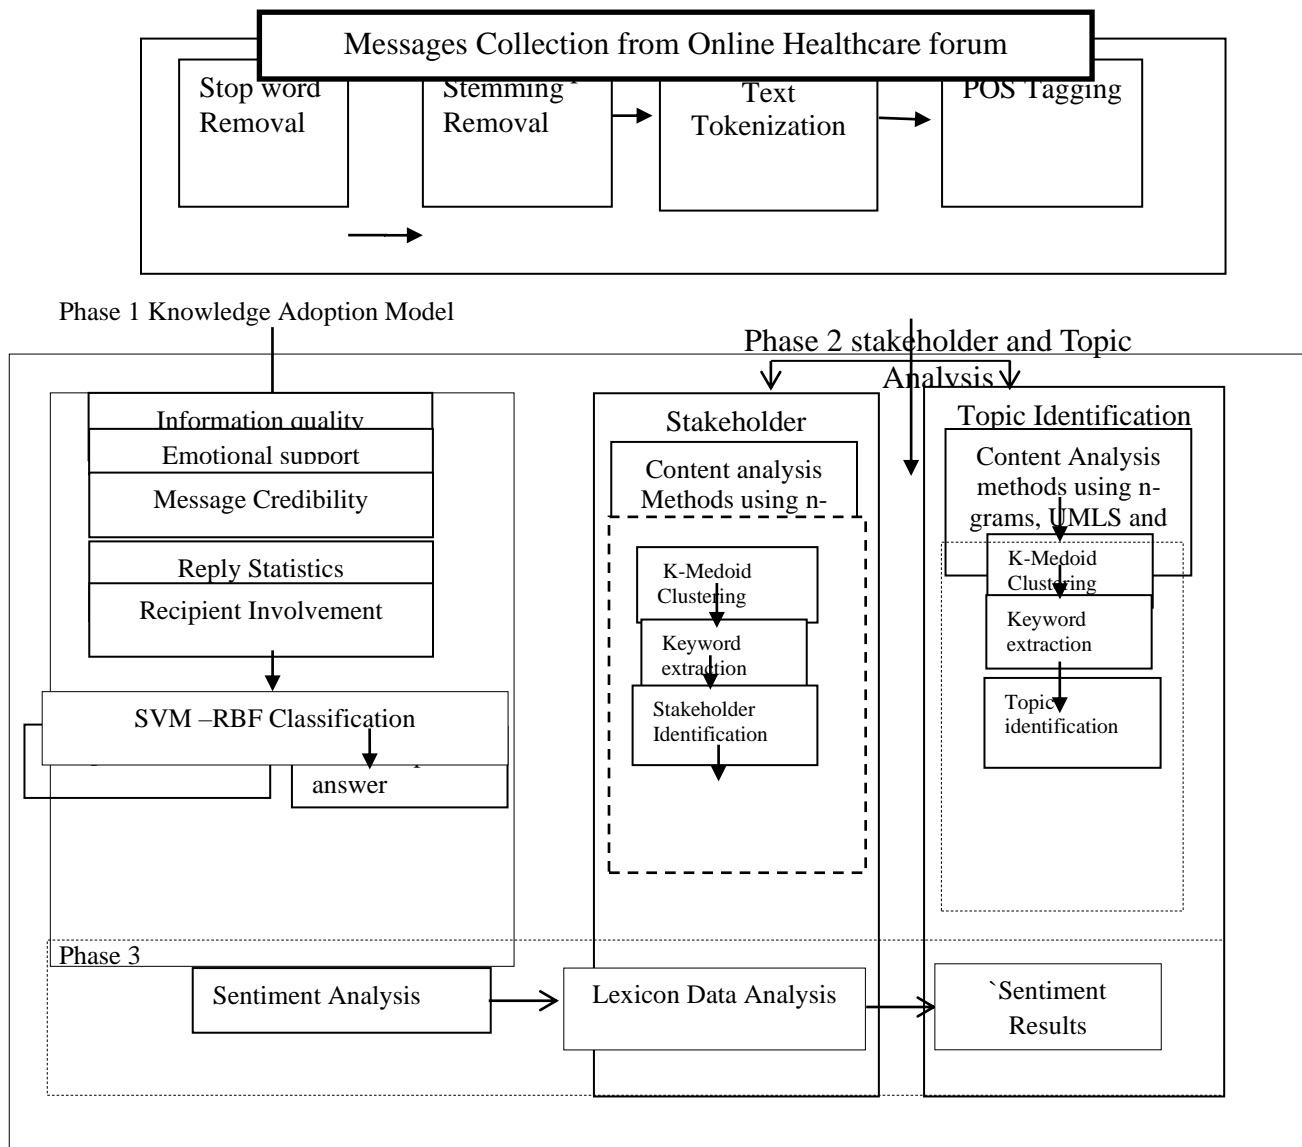 Messages Collection from Online Healthcare forum
Stop word
Removal
Stemming
Removal
Text
Tokenization
POS Tagging
Phase 1 Knowledge Adoption Model
Phase 2 stakeholder and Topic
Analysis
Information quality
Emotional support
Message Credibility
Reply Statistics
Recipient Involvement
SVM –RBF Classification
answer
Stakeholder
Content analysis
Methods using n-
K-Medoid
Clustering
Keyword
extraction
Stakeholder
Identification
Topic Identification
Content Analysis
methods using n-
grams, UMLS and
K-Medoid
Clustering
Keyword
extraction
Topic
identification
Phase 3
Sentiment Analysis
Lexicon Data Analysis
`Sentiment
Results